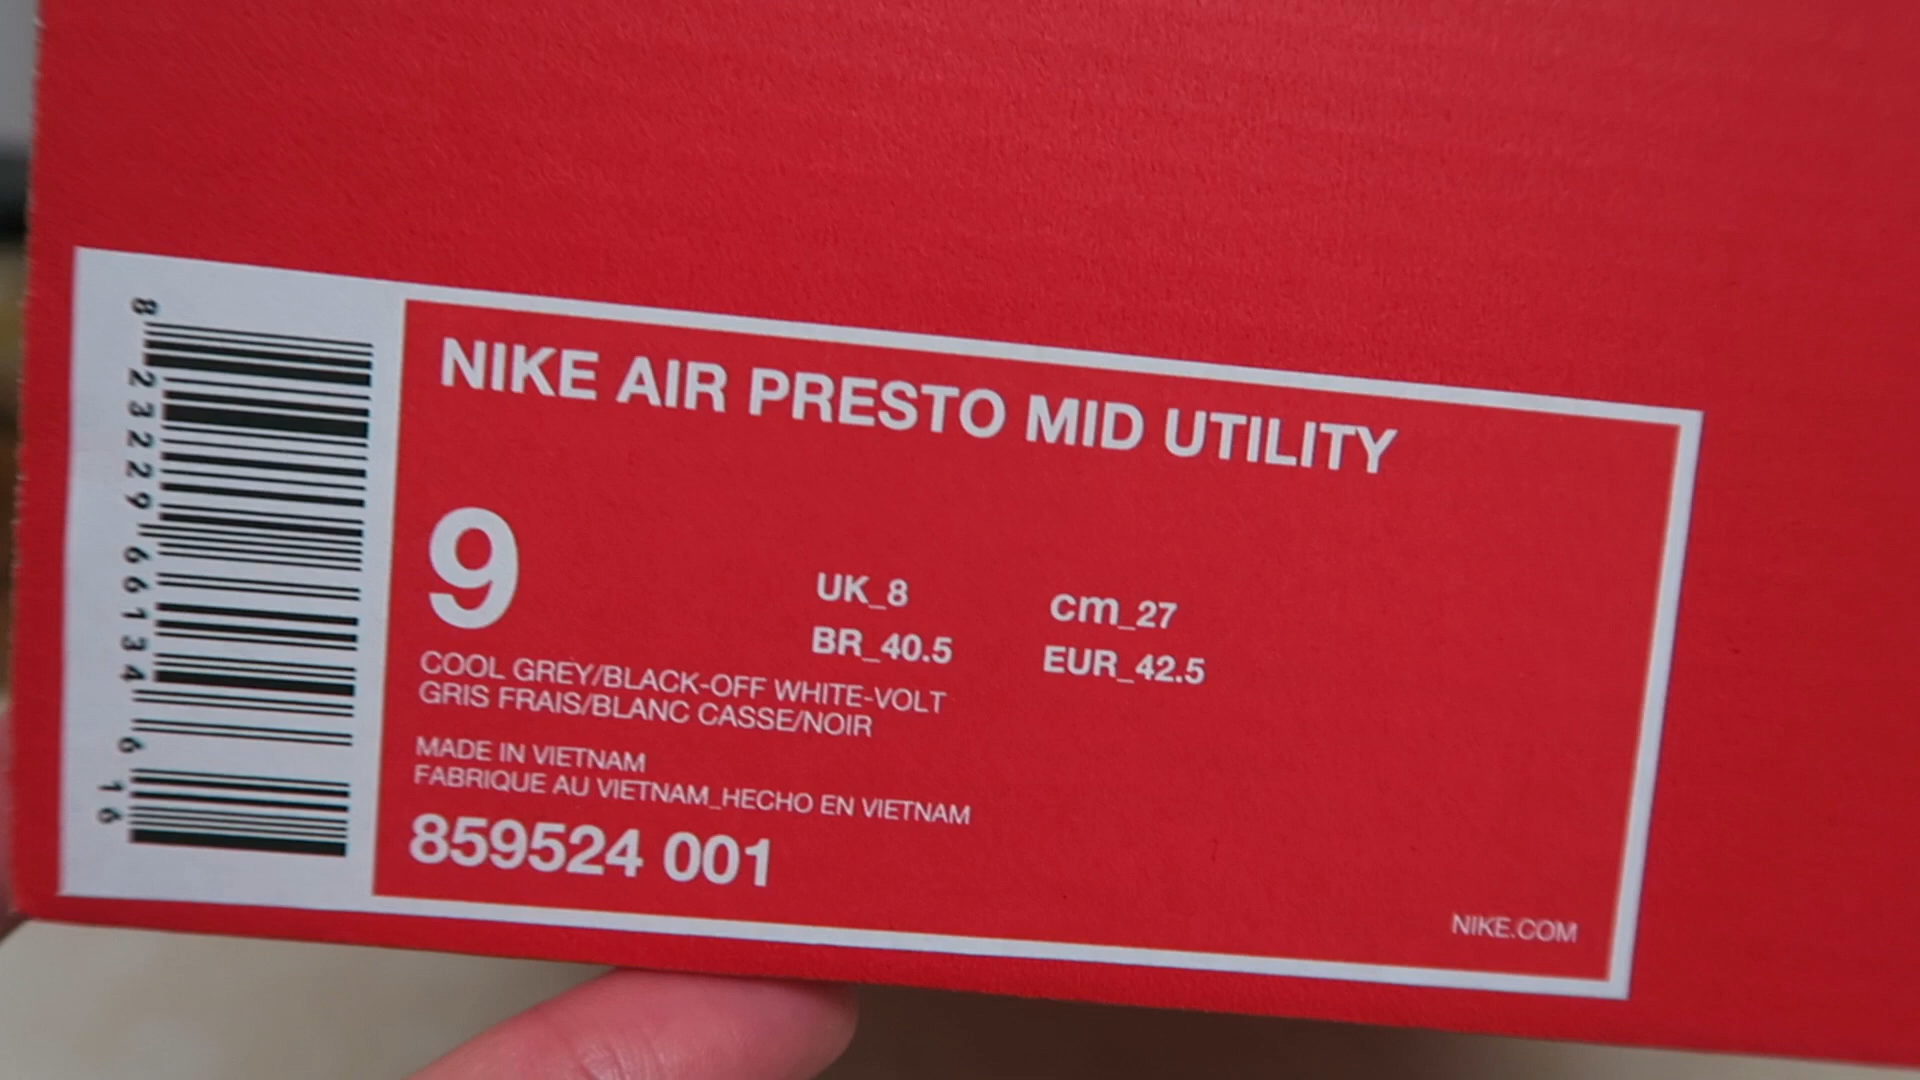 8 23229 66134 6
16
NIKE AIR PRESTO MID UTILITY
9
UK_8 cm_27
BR_40.5 EUR_42.5
COOL GREY/BLACK-OFF WHITE-VOLT
GRIS FRAIS/BLANC CASSE/NOIR
MADE IN VIETNAM
FABRIQUE AU VIETNAM_HECHO EN VIETNAM
859524 001
NIKE.COM